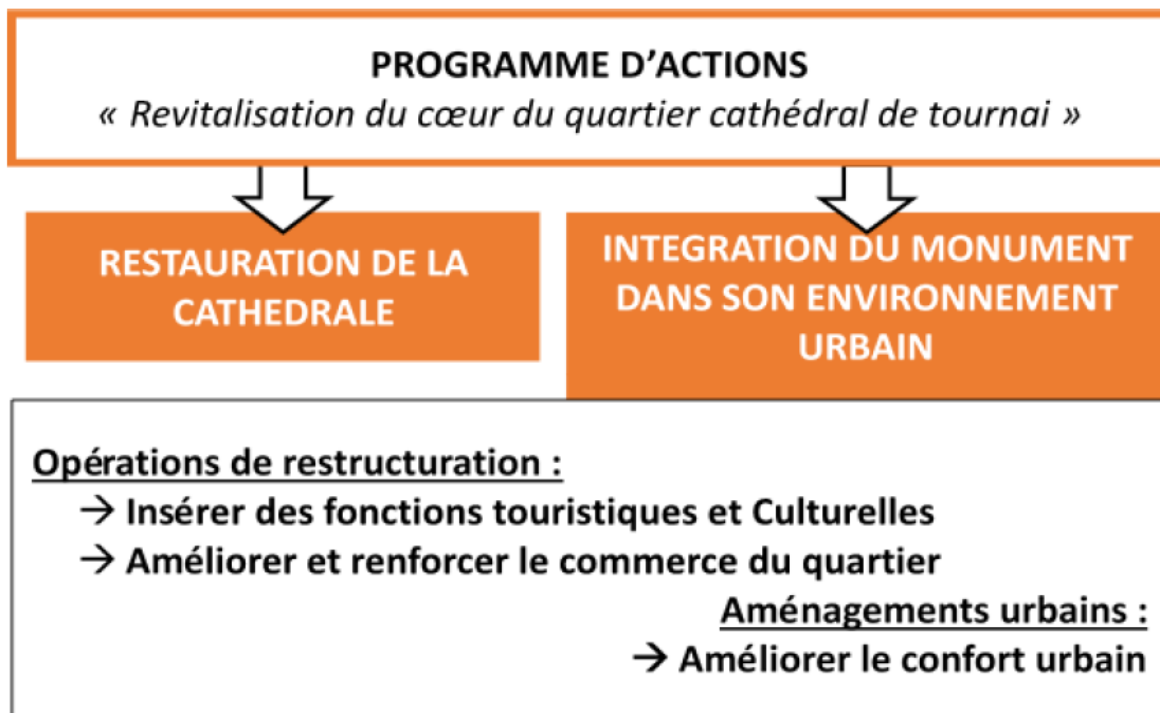 PROGRAMME D’ACTIONS
« Revitalisation du cœur du quartier cathédral de tournai »
RESTAURATION DE LA
CATHEDRALE
INTEGRATION DU MONUMENT
DANS SON ENVIRONNEMENT
URBAIN
Opérations de restructuration :
→ Insérer des fonctions touristiques et Culturelles
→ Améliorer et renforcer le commerce du quartier
Aménagements urbains :
→ Améliorer le confort urbain